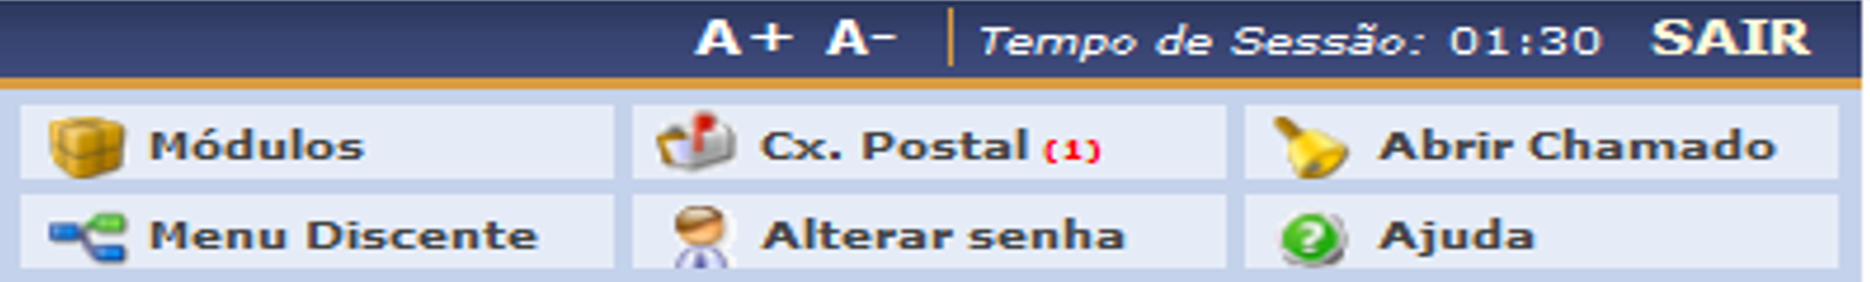 A+ A- Tempo de Sessão: 01:30 SAIR
Módulos Cx. Postal (1) Abrir Chamado
Menu Discente Alterar senha ? Ajuda